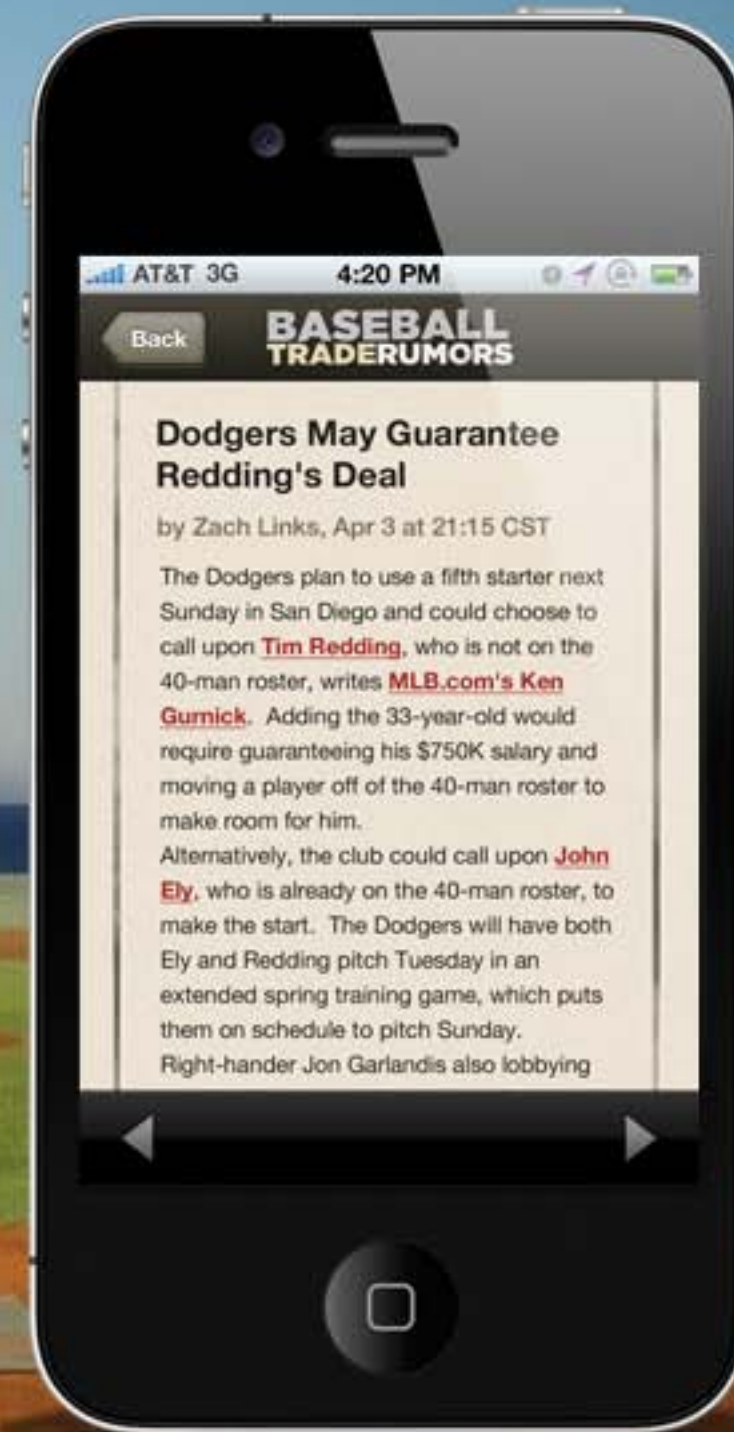 AT&T 3G 4:20 PM
Back
BASEBALL
TRADERUMORS
Dodgers May Guarantee
Redding's Deal
by Zach Links, Apr 3 at 21:15 CST
The Dodgers plan to use a fifth starter next
Sunday in San Diego and could choose to
call upon Tim Redding, who is not on the
40-man roster, writes MLB.com's Ken
Gurnick.  Adding the 33-year-old would
require guaranteeing his $750K salary and
moving a player off of the 40-man roster to
make room for him.
Alternatively, the club could call upon John
Ely, who is already on the 40-man roster, to
make the start.  The Dodgers will have both
Ely and Redding pitch Tuesday in an
extended spring training game, which puts
them on schedule to pitch Sunday.
Right-hander Jon Garlandis also lobbying